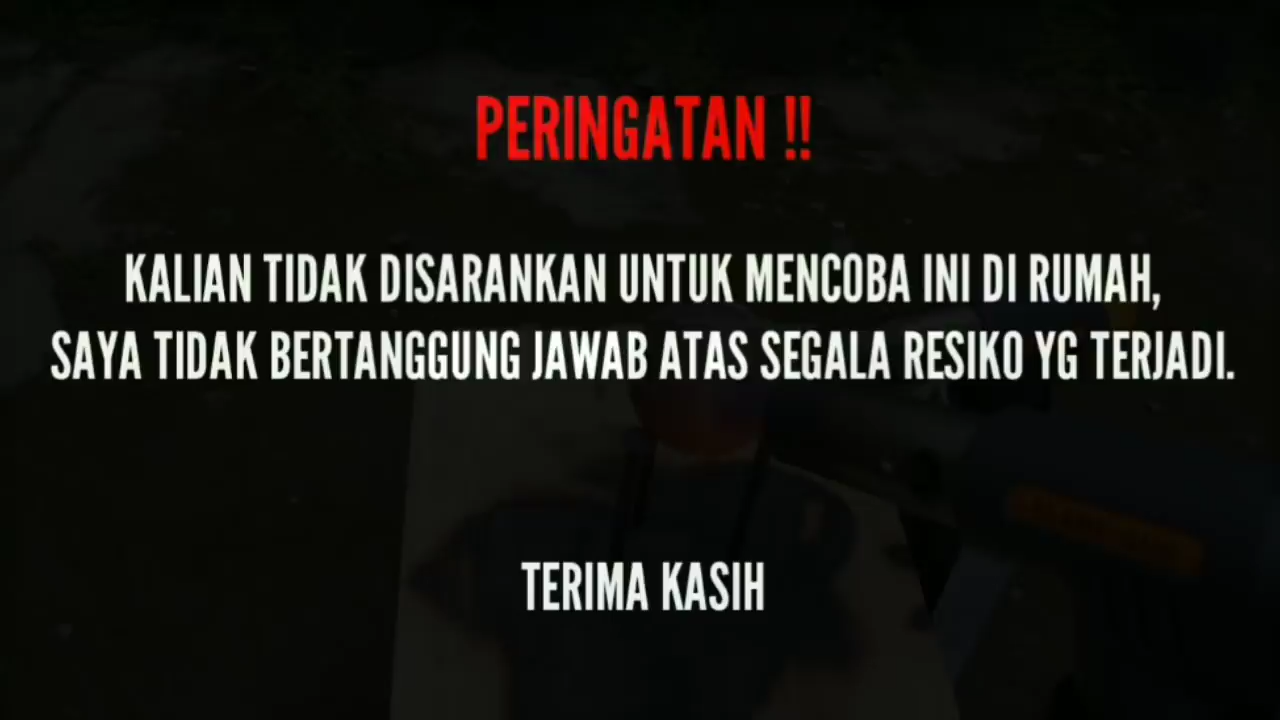 PERINGATAN !!
KALIAN TIDAK DISARANKAN UNTUK MENCOBA INI DI RUMAH,
SAYA TIDAK BERTANGGUNG JAWAB ATAS SEGALA RESIKO YG TERJADI.
TERIMA KASIH